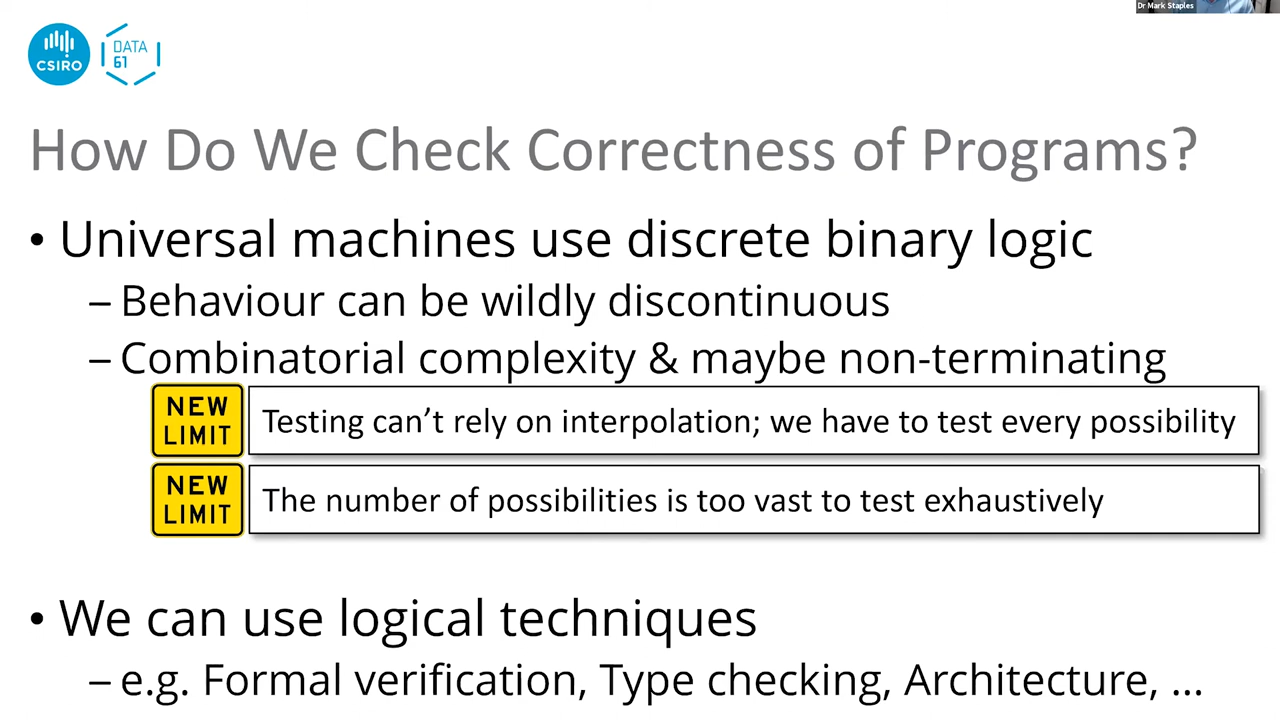 Dr Mark Staples
CSIRO
DATA
61
How Do We Check Correctness of Programs?
• Universal machines use discrete binary logic
– Behaviour can be wildly discontinuous
– Combinatorial complexity & maybe non-terminating
NEW
LIMIT
Testing can’t rely on interpolation; we have to test every possibility
NEW
LIMIT
The number of possibilities is too vast to test exhaustively
• We can use logical techniques
– e.g. Formal verification, Type checking, Architecture, ...